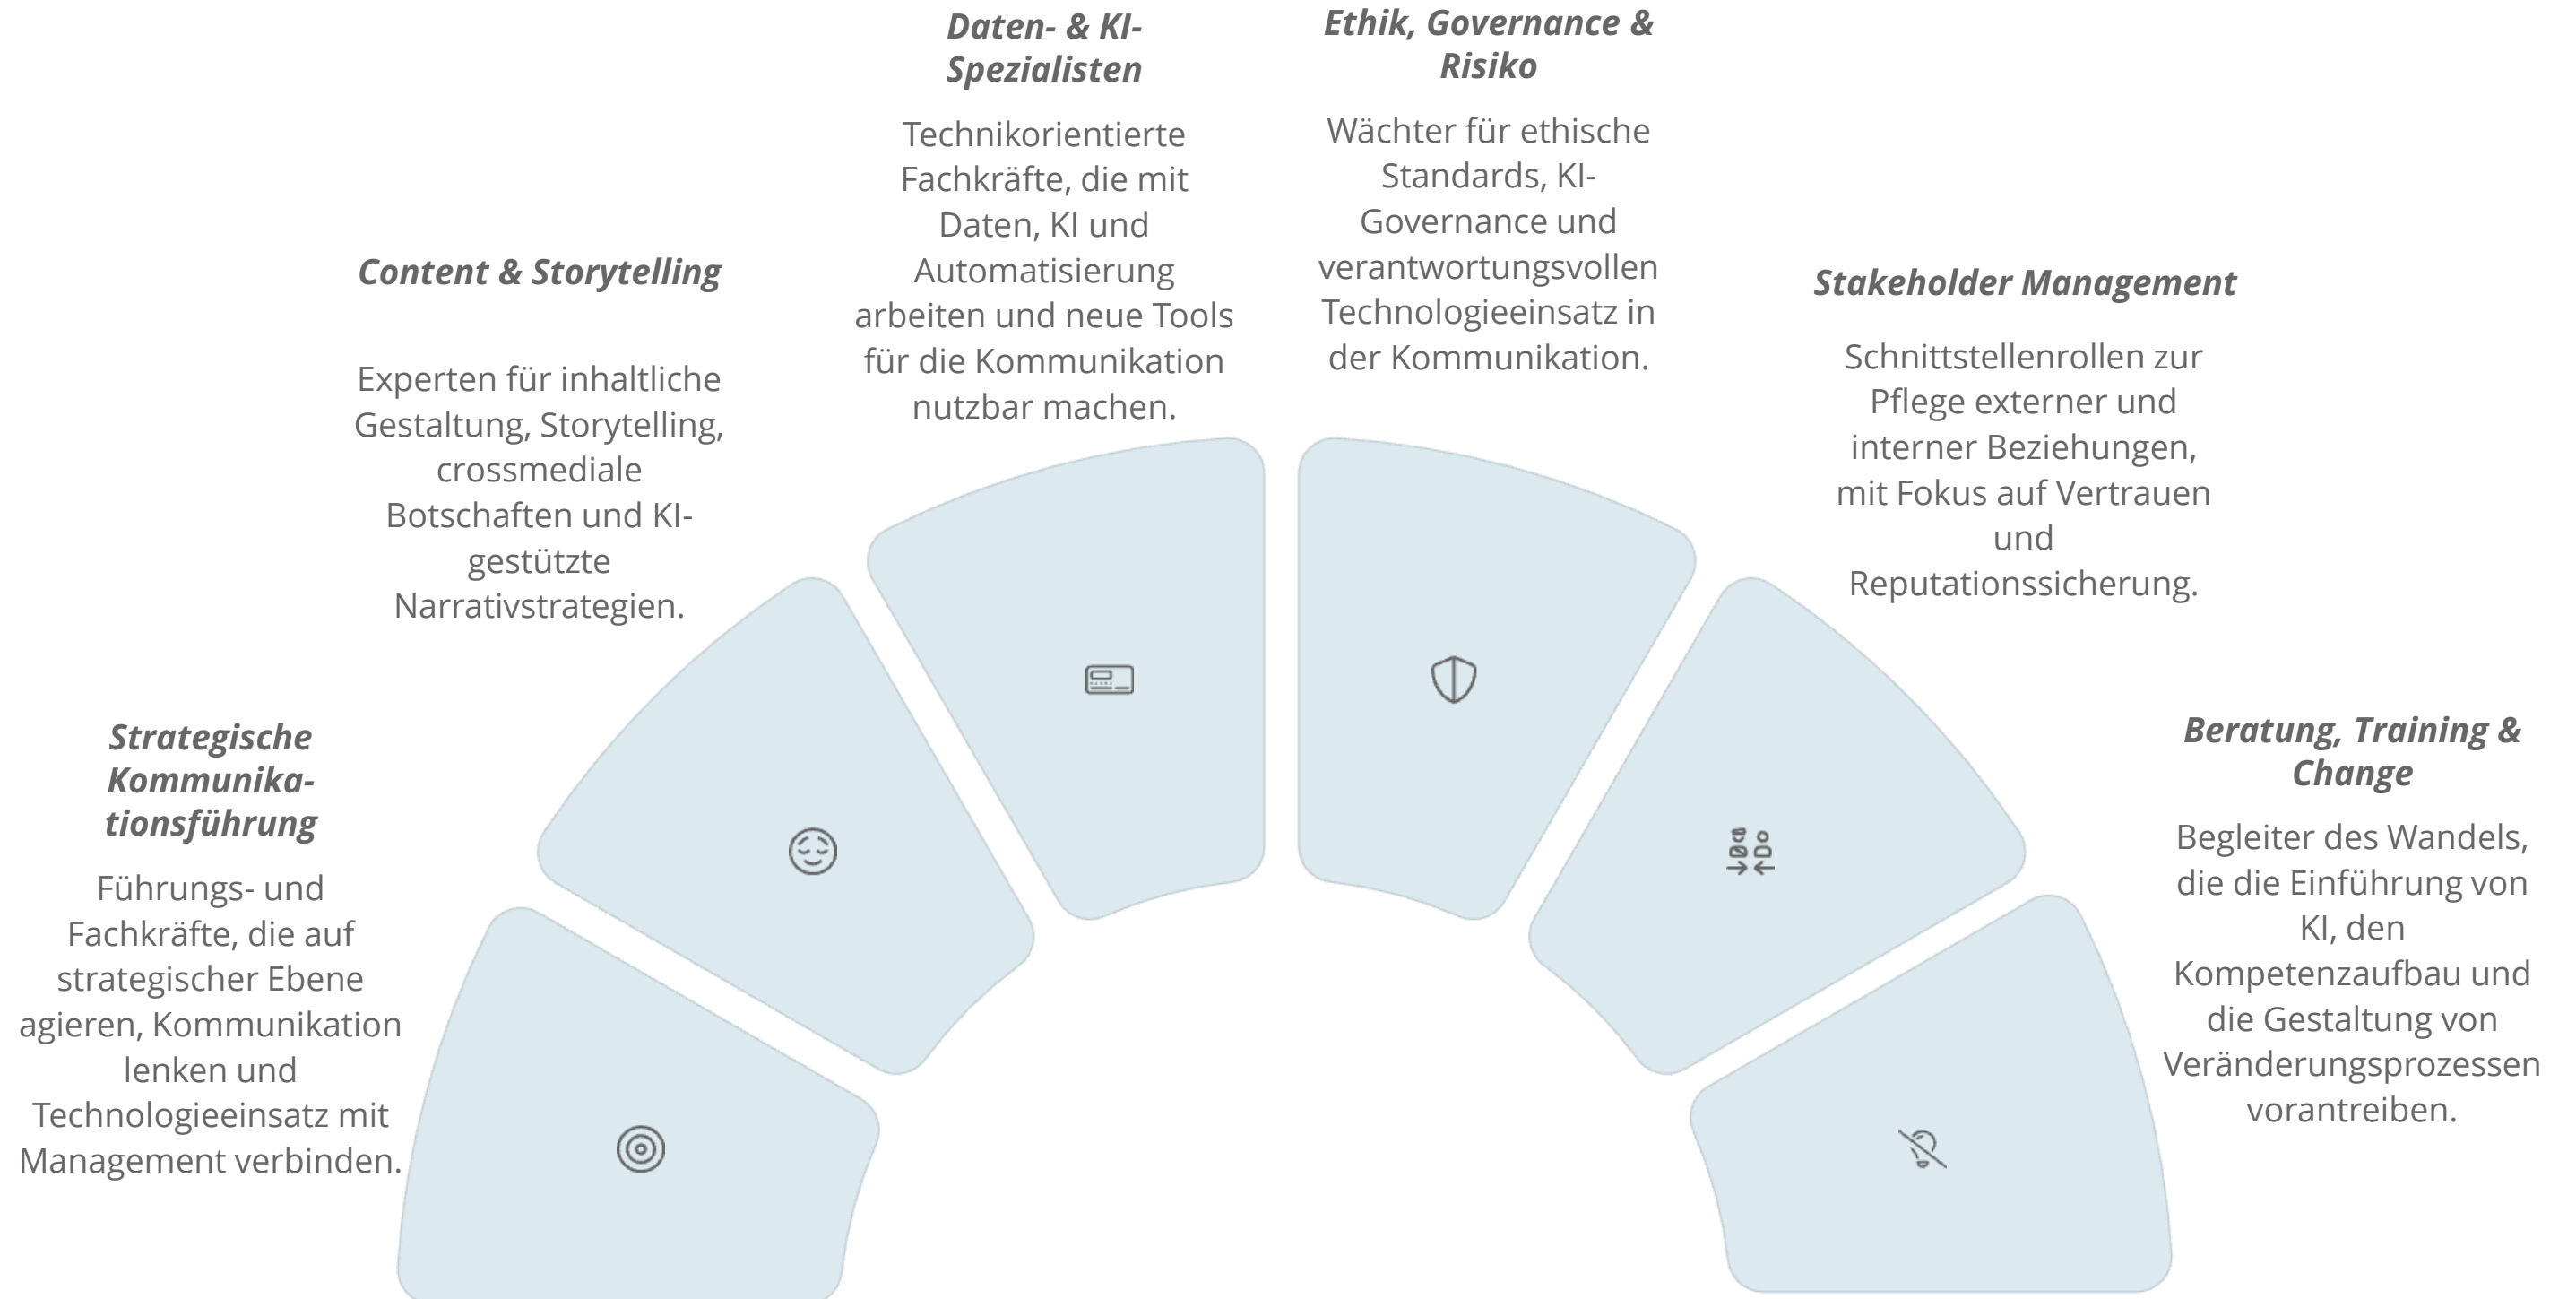 Strategische
Kommunika-
tionsführung
Führungs- und
Fachkräfte, die auf
strategischer Ebene
agieren, Kommunikation
lenken und
Technologieeinsatz mit
Management verbinden.
Content & Storytelling
Experten für inhaltliche
Gestaltung, Storytelling,
crossmediale
Botschaften und KI-
gestützte
Narrativstrategien.
Daten- & KI-
Spezialisten
Technikorientierte
Fachkräfte, die mit
Daten, KI und
Automatisierung
arbeiten und neue Tools
für die Kommunikation
nutzbar machen.
Ethik, Governance &
Risiko
Wächter für ethische
Standards, KI-
Governance und
verantwortungsvollen
Technologieeinsatz in
der Kommunikation.
Stakeholder Management
Schnittstellenrollen zur
Pflege externer und
interner Beziehungen,
mit Fokus auf Vertrauen
und
Reputationssicherung.
Beratung, Training &
Change
Begleiter des Wandels,
die die Einführung von
KI, den
Kompetenzaufbau und
die Gestaltung von
Veränderungsprozessen
vorantreiben.